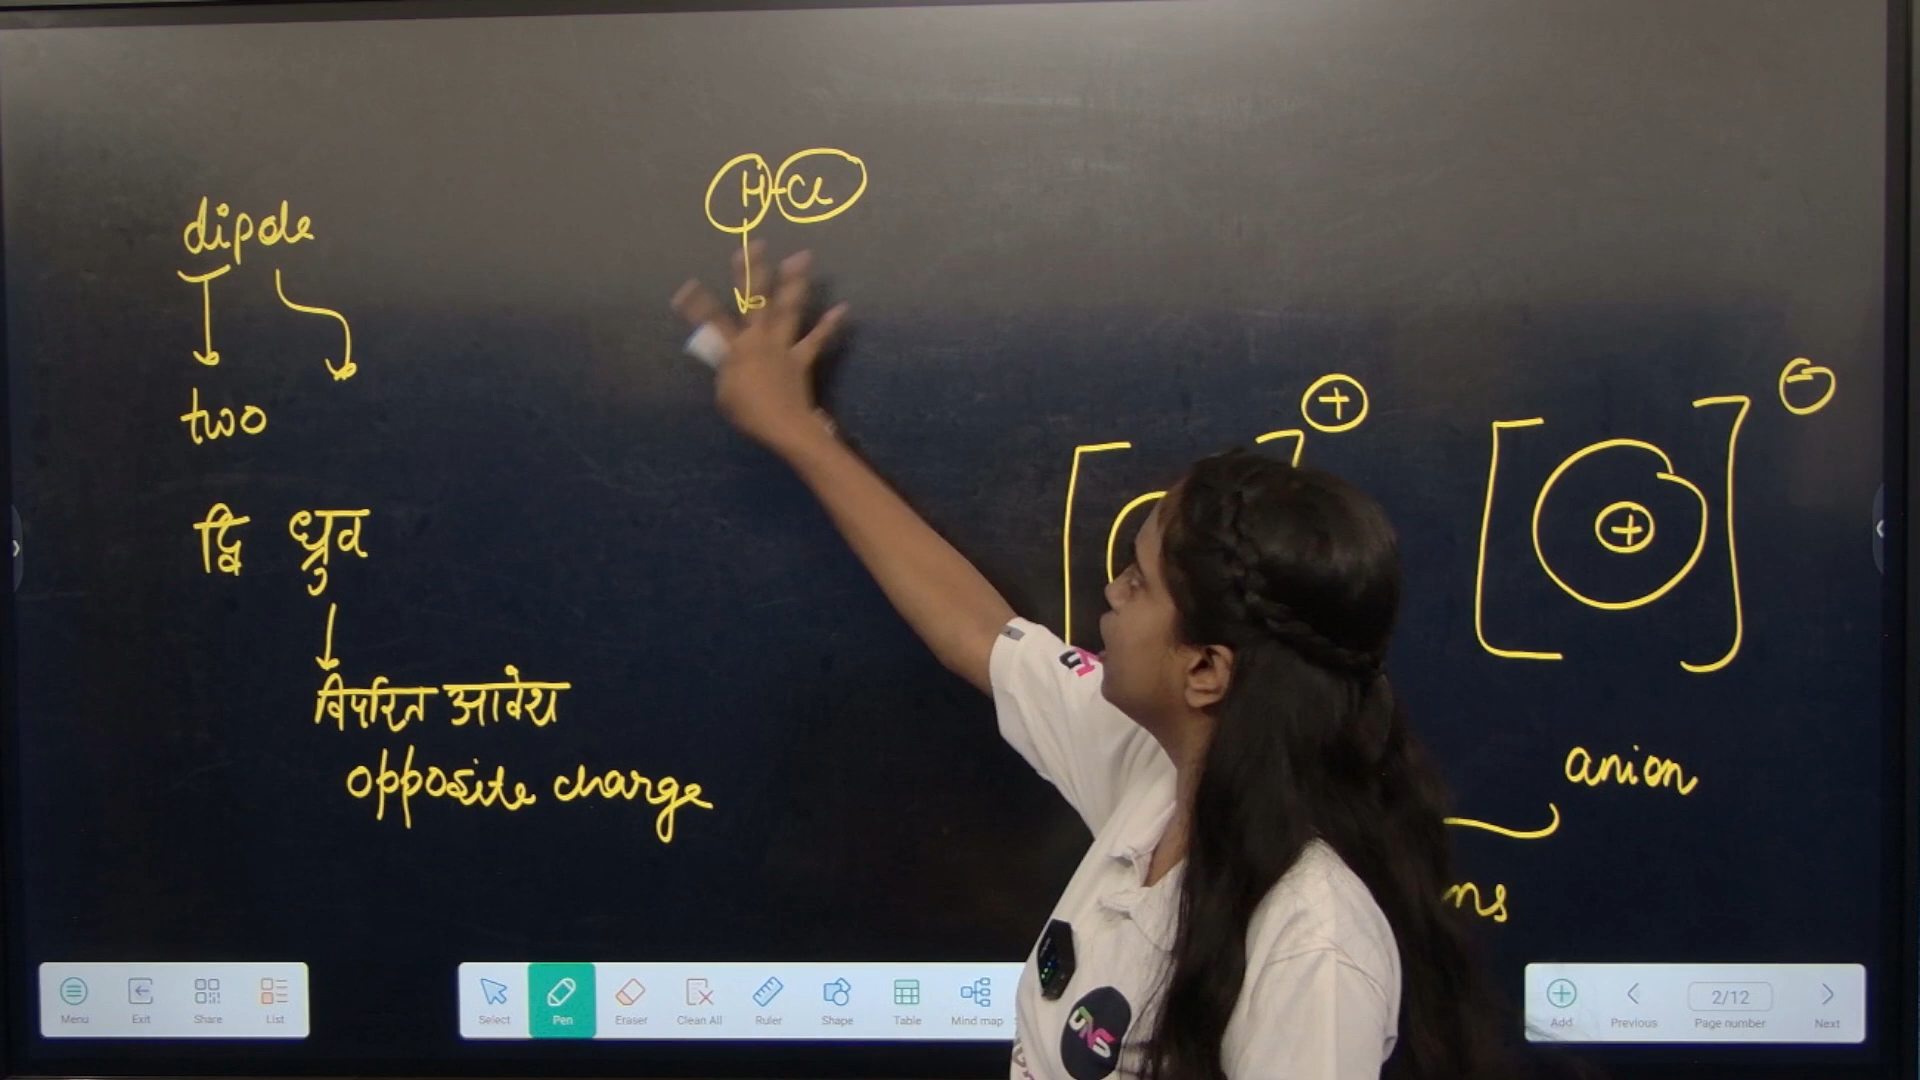 H-Cl
dipole
two
द्वि ध्रुव
विपरित आवेश
opposite charge
+
−
+
anion
ns
Menu Exit Share List
Select Pen Eraser Clean All Ruler Shape Table Mind map
Add Previous 2/12 Page number Next